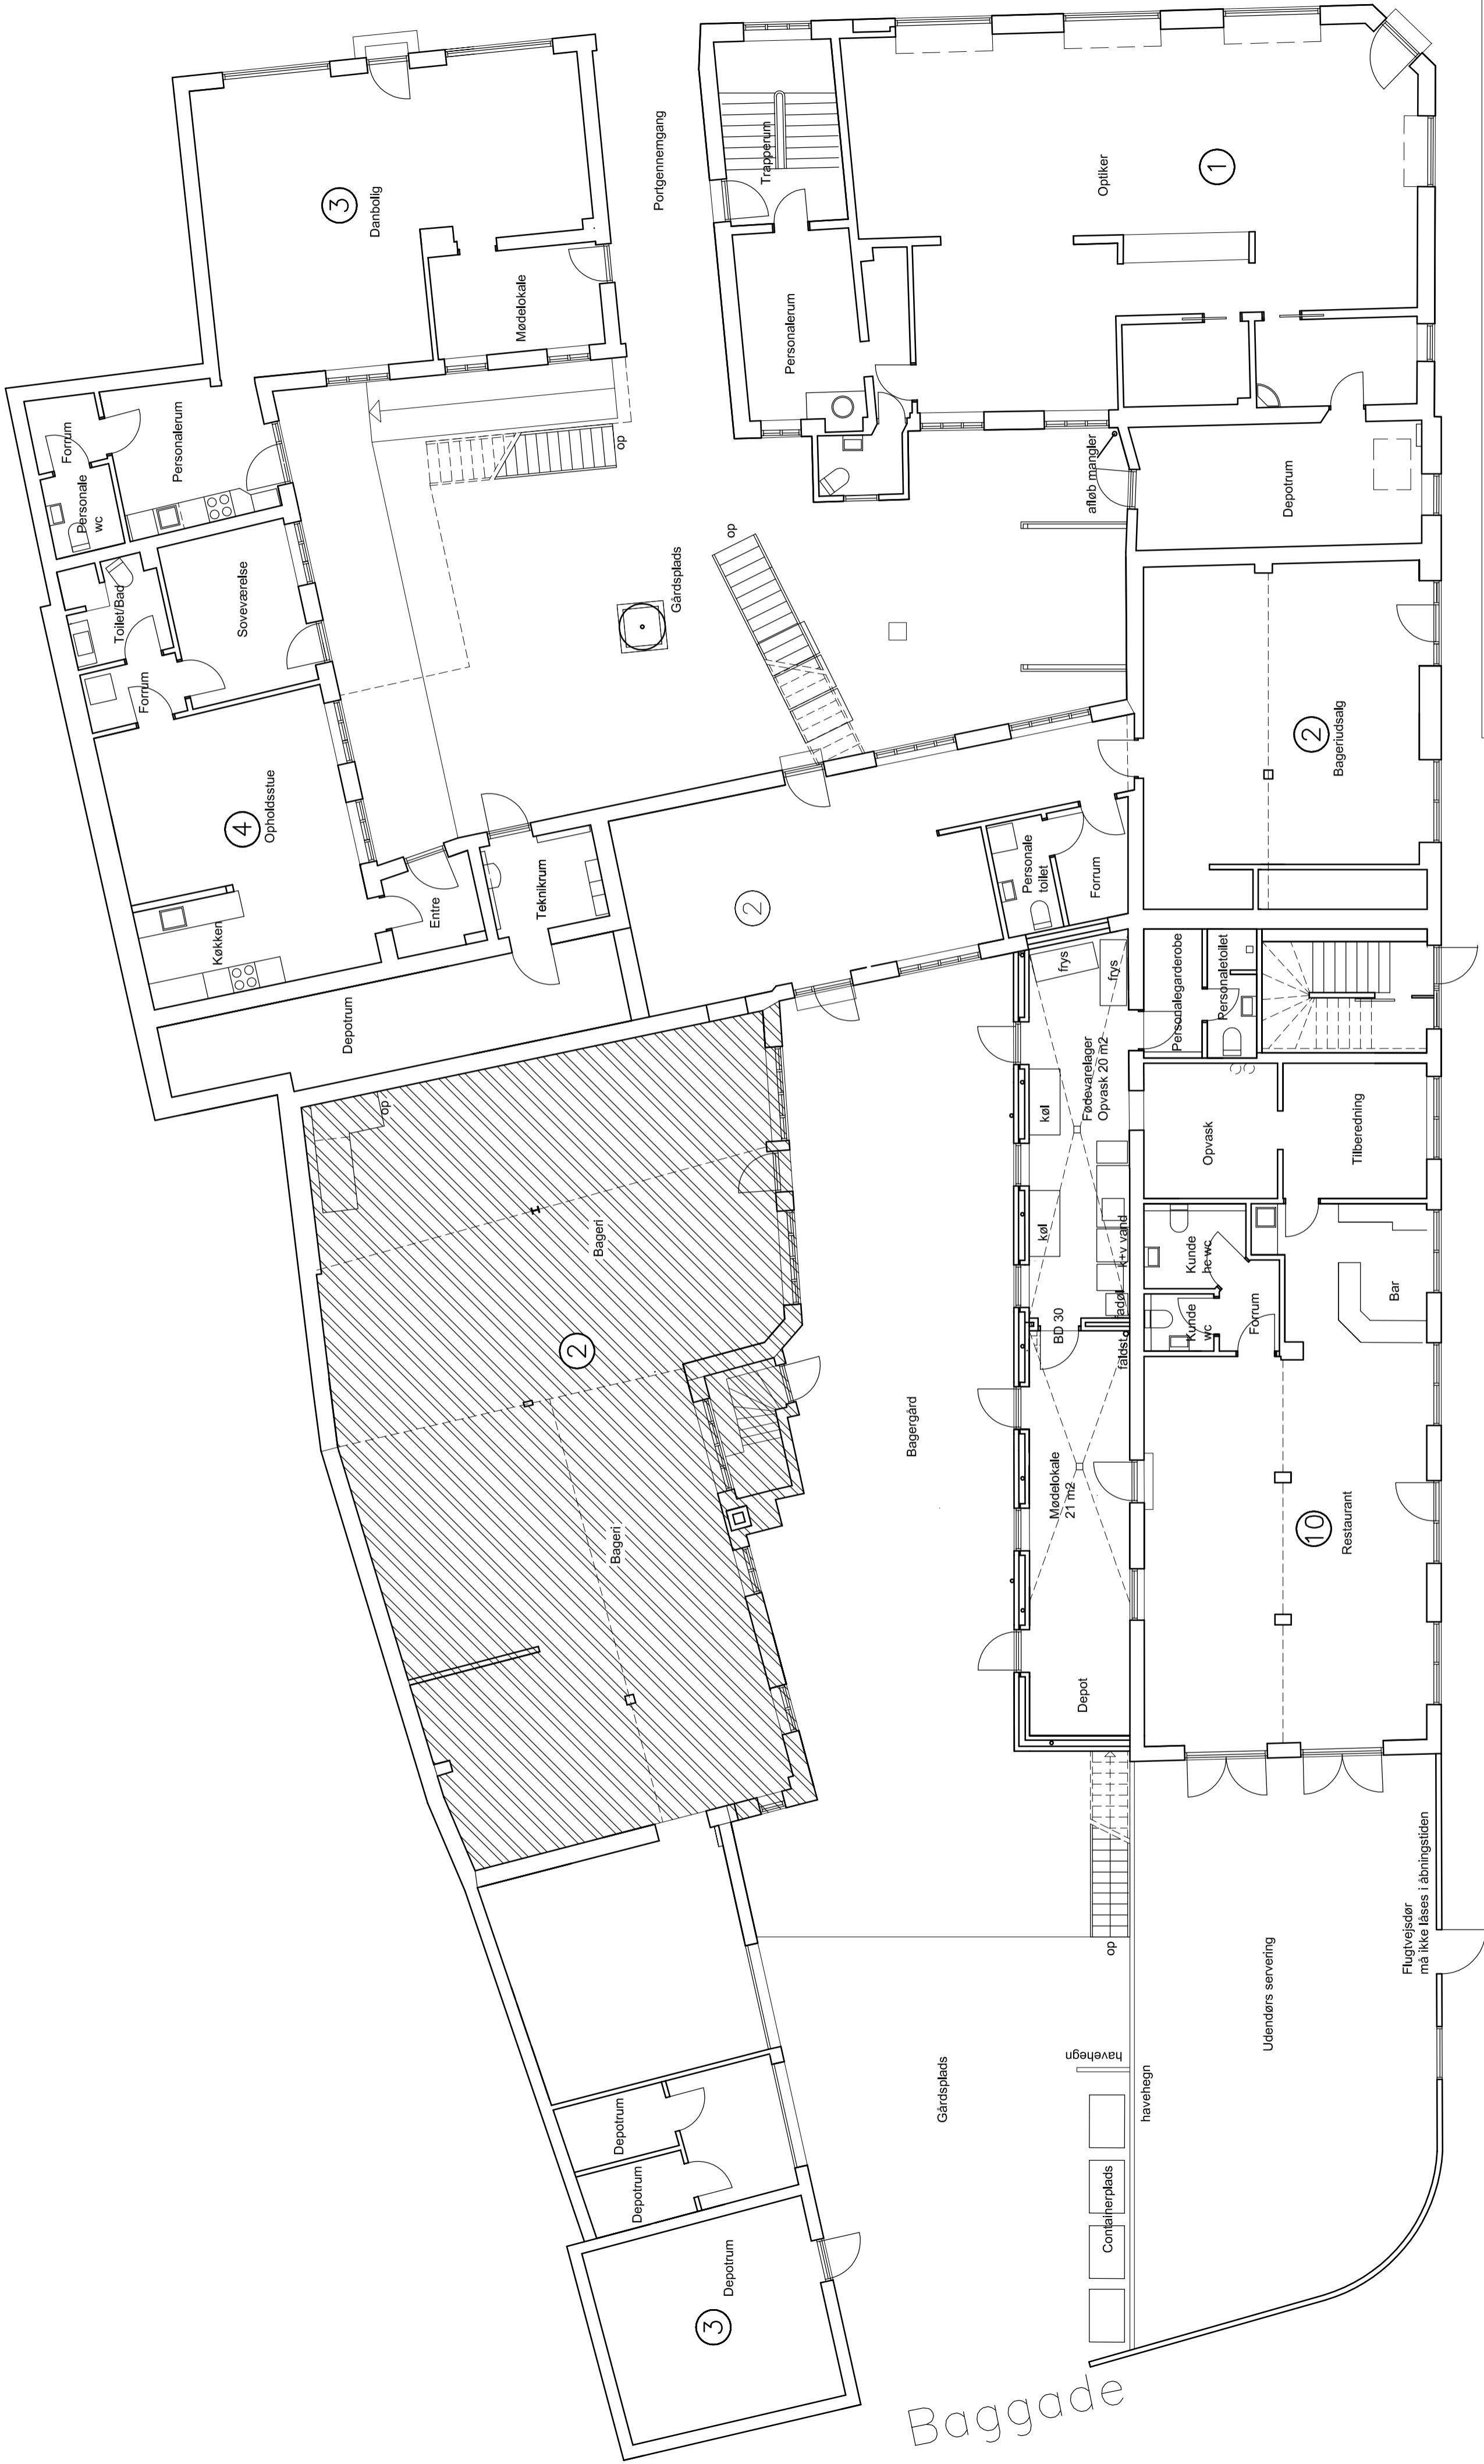 3
Danbolig
Mødelokale
Portgennemgang
Trapperum
Personalerum
Optiker
1
Forrum
Personale
wc
Personalerum
Toilet/Bad
Soveværelse
Forrum
4
Opholdsstue
Køkken
Entre
Teknikrum
Depotrum
op
op
Gårdsplads
afløb mangler
Depotrum
2
Bageriudsalg
2
Personale
toilet
Forrum
frys
frys
Personalegarderobe
Personaletoilet
Fødevarelager
Opvask 20 m2
køl
køl
k+v vand
fadøl
faldst.
BD 30
Opvask
Tilberedning
Kunde
hc wc
Kunde
wc
Forrum
Bar
op
Bageri
2
Bageri
Bagergård
Mødelokale
21 m2
Depot
10
Restaurant
op
Flugtvejsdør
må ikke låses i åbningstiden
Udendørs servering
havehegn
havehegn
Gårdsplads
Containerplads
Depotrum
Depotrum
3
Depotrum
Baggade